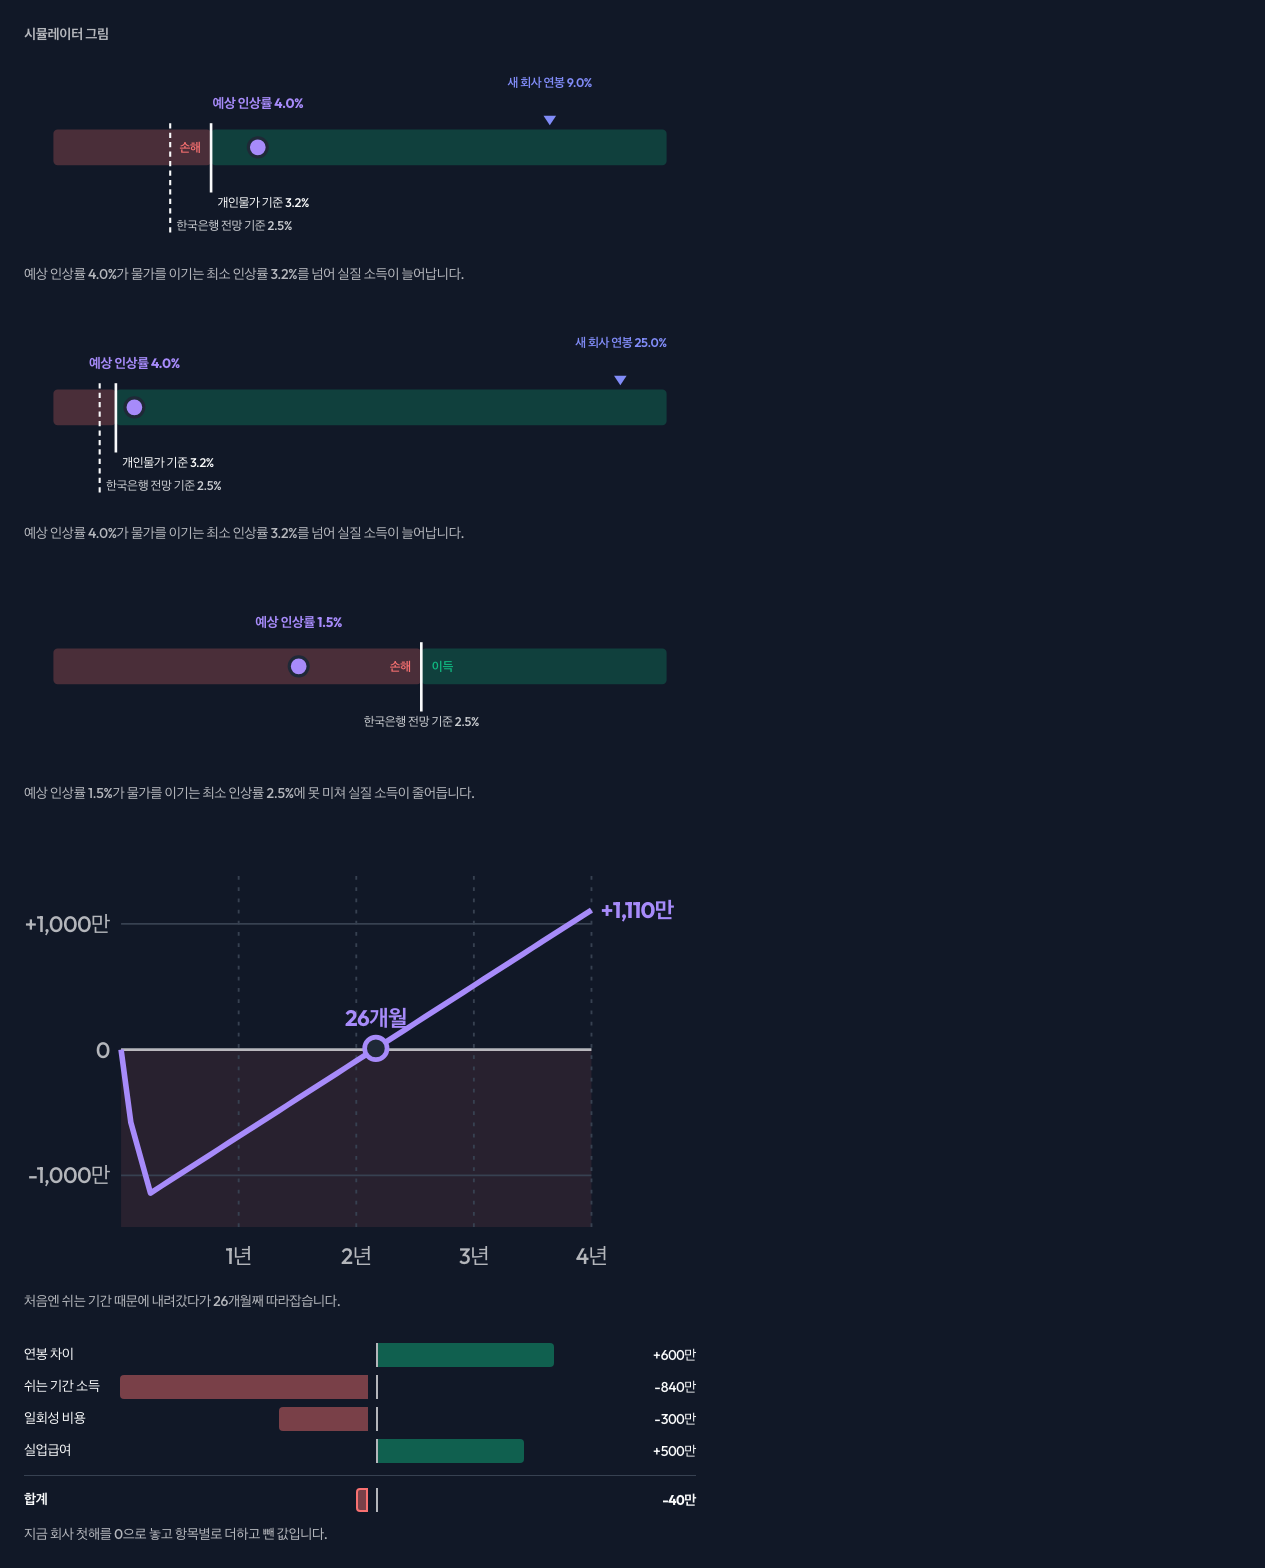 시뮬레이터 그림
새 회사 연봉 9.0%
예상 인상률 4.0%
손해
개인물가 기준 3.2%
한국은행 전망 기준 2.5%
예상 인상률 4.0%가 물가를 이기는 최소 인상률 3.2%를 넘어 실질 소득이 늘어납니다.
새 회사 연봉 25.0%
예상 인상률 4.0%
개인물가 기준 3.2%
한국은행 전망 기준 2.5%
예상 인상률 4.0%가 물가를 이기는 최소 인상률 3.2%를 넘어 실질 소득이 늘어납니다.
예상 인상률 1.5%
손해 이득
한국은행 전망 기준 2.5%
예상 인상률 1.5%가 물가를 이기는 최소 인상률 2.5%에 못 미쳐 실질 소득이 줄어듭니다.
+1,110만
+1,000만
26개월
0
-1,000만
1년 2년 3년 4년
처음엔 쉬는 기간 때문에 내려갔다가 26개월째 따라잡습니다.
연봉 차이 +600만
쉬는 기간 소득 -840만
일회성 비용 -300만
실업급여 +500만
합계 -40만
지금 회사 첫해를 0으로 놓고 항목별로 더하고 뺀 값입니다.